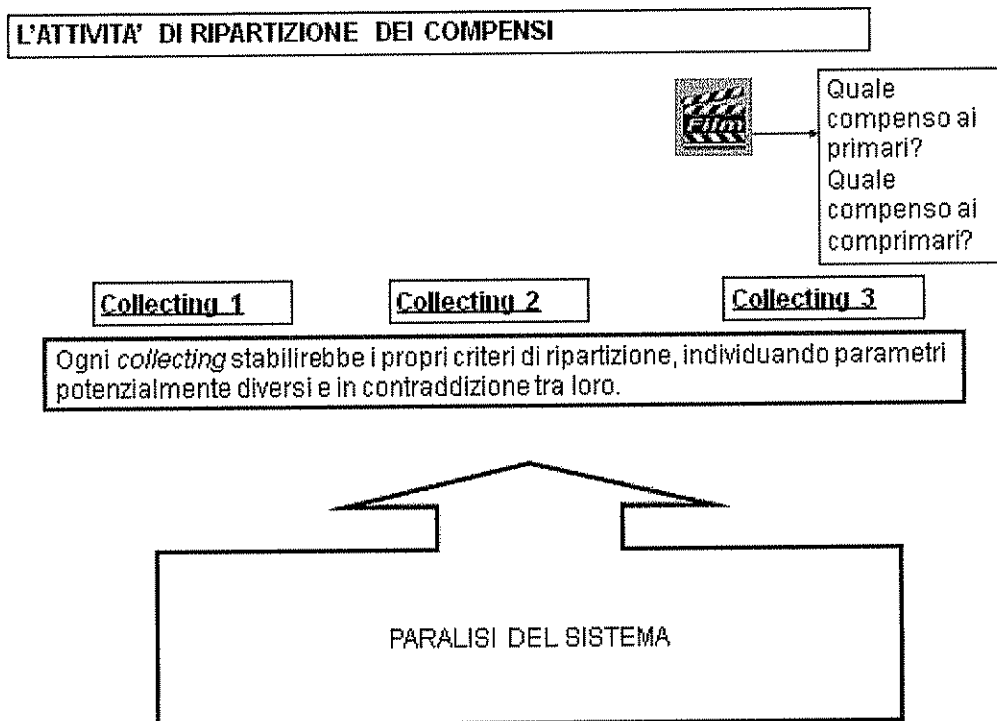 L'ATTIVITA' DI RIPARTIZIONE DEI COMPENSI
Film
Quale
compenso ai
primari?
Quale
compenso ai
comprimari?
Collecting 1
Collecting 2
Collecting 3
Ogni collecting stabilirebbe i propri criteri di ripartizione, individuando parametri
potenzialmente diversi e in contraddizione tra loro.
PARALISI DEL SISTEMA